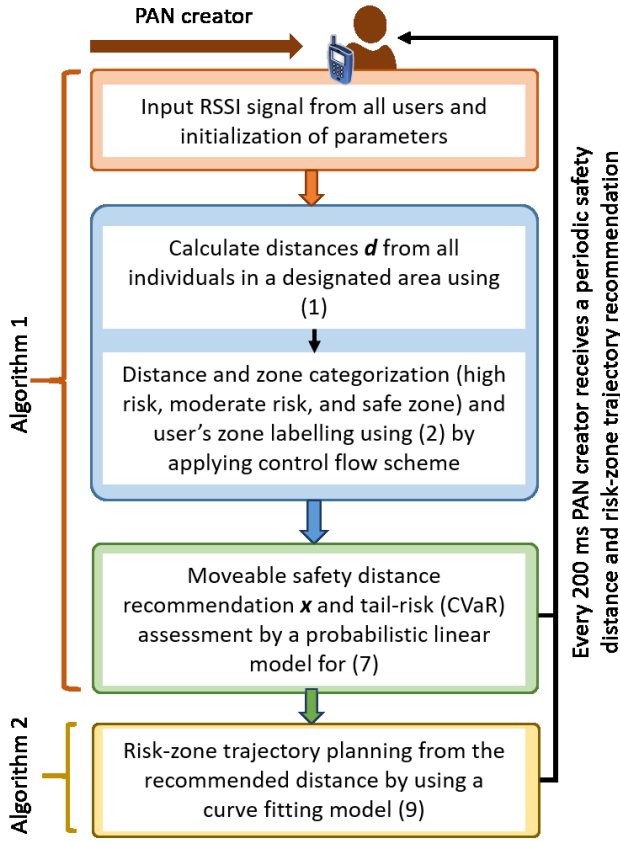 PAN creator
Input RSSI signal from all users and
initialization of parameters
Calculate distances d from all
individuals in a designated area using
(1)
Distance and zone categorization (high
risk, moderate risk, and safe zone) and
user's zone labelling using (2) by
applying control flow scheme
Moveable safety distance
recommendation x and tail-risk (CVaR)
assessment by a probabilistic linear
model for (7)
Risk-zone trajectory planning from the
recommended distance by using a
curve fitting model (9)
Algorithm 1
Algorithm 2
Every 200 ms PAN creator receives a periodic safety
distance and risk-zone trajectory recommendation